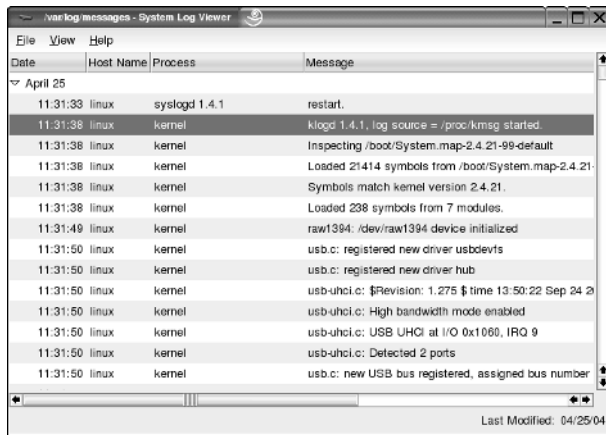 /var/log/messages - System Log Viewer
File View Help
Date Host Name Process Message
April 25
11:31:33 linux syslogd 1.4.1 restart.
11:31:38 linux kernel klogd 1.4.1, log source = /proc/kmsg started.
11:31:38 linux kernel Inspecting /boot/System.map-2.4.21-99-default
11:31:38 linux kernel Loaded 21414 symbols from /boot/System.map-2.4.21-
11:31:38 linux kernel Symbols match kernel version 2.4.21.
11:31:38 linux kernel Loaded 238 symbols from 7 modules.
11:31:49 linux kernel raw1394: /dev/raw1394 device initialized
11:31:50 linux kernel usb.c: registered new driver usbdevfs
11:31:50 linux kernel usb.c: registered new driver hub
11:31:50 linux kernel usb-uhci.c: $Revision: 1.275 $ time 13:50:22 Sep 24 2
11:31:50 linux kernel usb-uhci.c: High bandwidth mode enabled
11:31:50 linux kernel usb-uhci.c: USB UHCI at I/O 0x1060, IRQ 9
11:31:50 linux kernel usb-uhci.c: Detected 2 ports
11:31:50 linux kernel usb.c: new USB bus registered, assigned bus number
Last Modified: 04/25/04